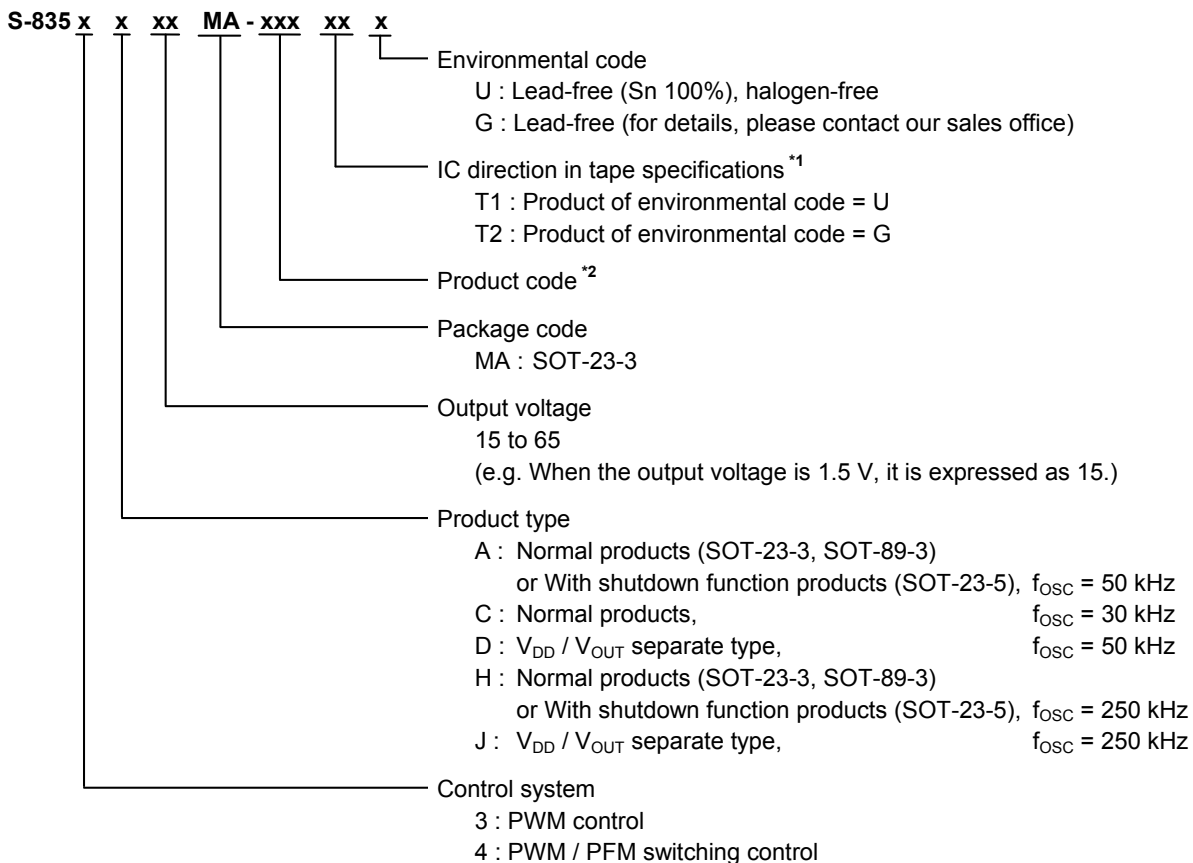 S-835 x x xx MA - xxx xx x
Environmental code
U : Lead-free (Sn 100%), halogen-free
G : Lead-free (for details, please contact our sales office)
IC direction in tape specifications *1
T1 : Product of environmental code = U
T2 : Product of environmental code = G
Product code *2
Package code
MA : SOT-23-3
Output voltage
15 to 65
(e.g. When the output voltage is 1.5 V, it is expressed as 15.)
Product type
A : Normal products (SOT-23-3, SOT-89-3)
or With shutdown function products (SOT-23-5), fOSC = 50 kHz
C : Normal products, fOSC = 30 kHz
D : VDD / VOUT separate type, fOSC = 50 kHz
H : Normal products (SOT-23-3, SOT-89-3)
or With shutdown function products (SOT-23-5), fOSC = 250 kHz
J : VDD / VOUT separate type, fOSC = 250 kHz
Control system
3 : PWM control
4 : PWM / PFM switching control